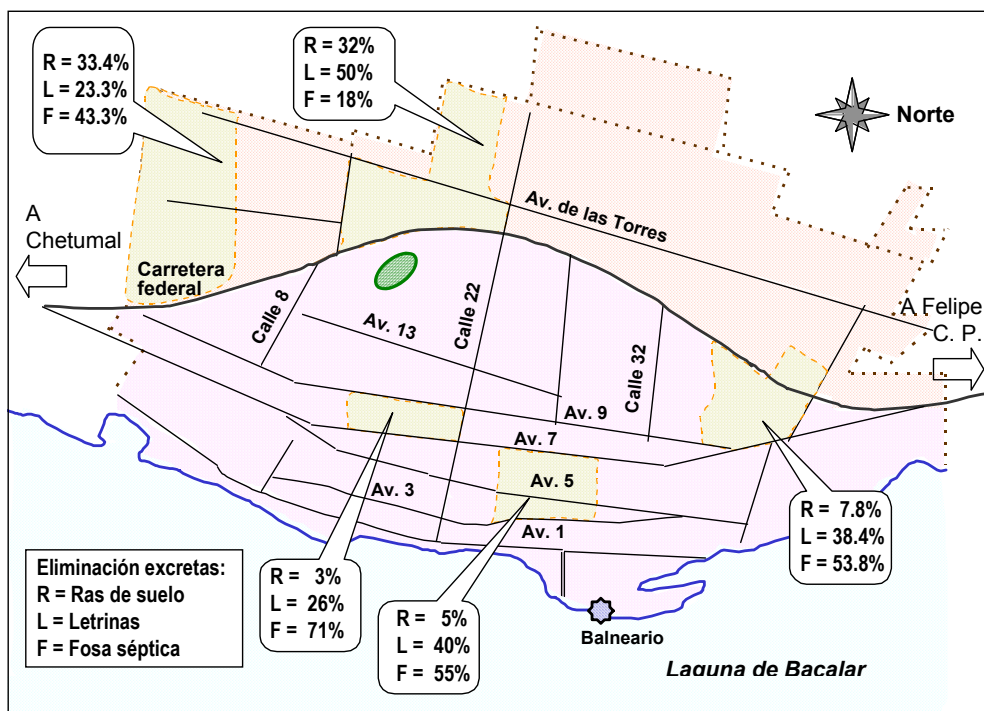 R = 33.4%
L = 23.3%
F = 43.3%
R = 32%
L = 50%
F = 18%
Norte
A
Chetumal
Av. de las Torres
Carretera
federal
Calle 8
Av. 13
Calle 22
Calle 32
A Felipe
C. P.
Av. 9
Av. 7
Av. 5
Av. 3
Av. 1
R = 7.8%
L = 38.4%
F = 53.8%
Eliminación excretas:
R = Ras de suelo
L = Letrinas
F = Fosa séptica
R = 3%
L = 26%
F = 71%
R = 5%
L = 40%
F = 55%
Balneario
Laguna de Bacalar